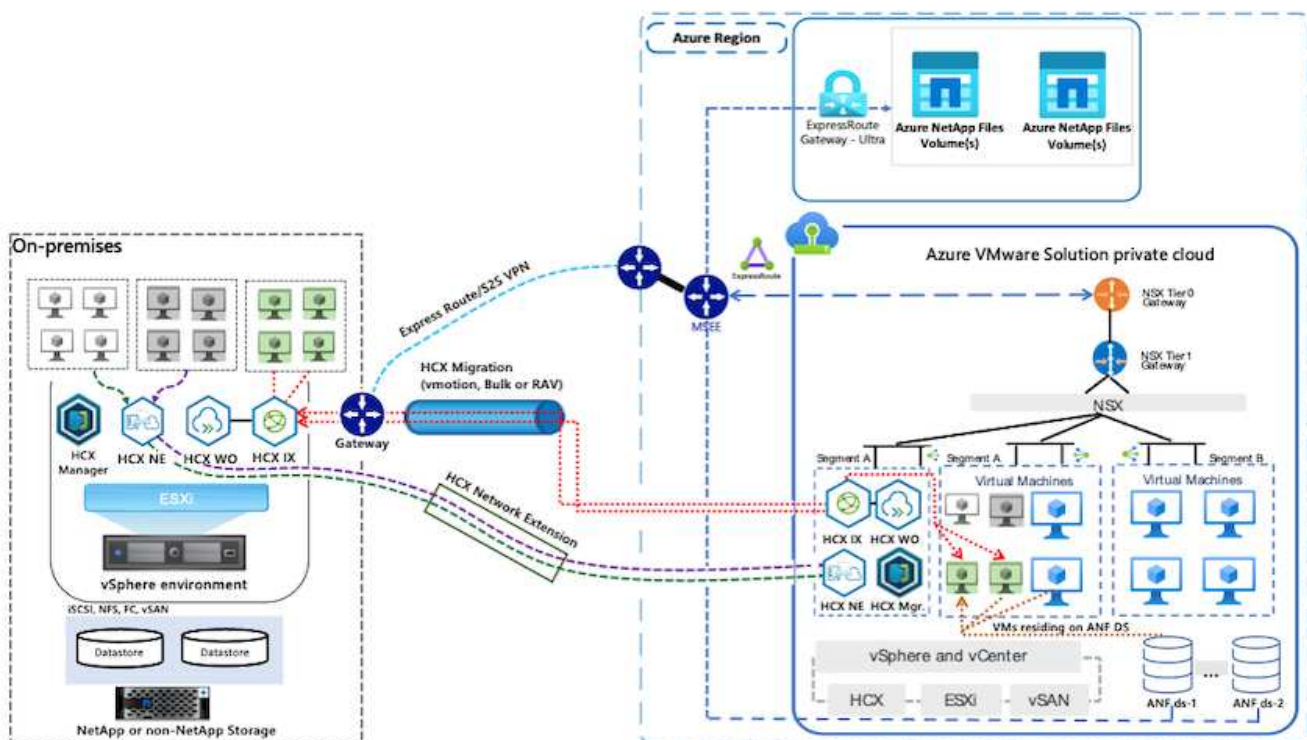 Azure Region
ExpressRoute
Gateway - Ultra
Azure NetApp Files
Volume(s)
Azure NetApp Files
Volume(s)
On-premises
Express Route/S2S VPN
ExpressRoute
MSEE
Azure VMware Solution private cloud
NSX Tier0
Gateway
NSX Tier1
Gateway
NSX
HCX Migration
(vmotion, Bulk or RAV)
Gateway
HCX
Manager
HCX NE
HCX WO
HCX IX
ESXi
vSphere environment
iSCSI, NFS, FC, vSAN
Datastore
Datastore
NetApp or non-NetApp Storage
HCX Network Extension
Segment A
Segment A
Segment B
Virtual Machines
Virtual Machines
HCX IX
HCX WO
HCX NE
HCX Mgr.
VMs residing on ANF DS
vSphere and vCenter
HCX
ESXi
vSAN
...
ANF ds-1
ANF ds-2